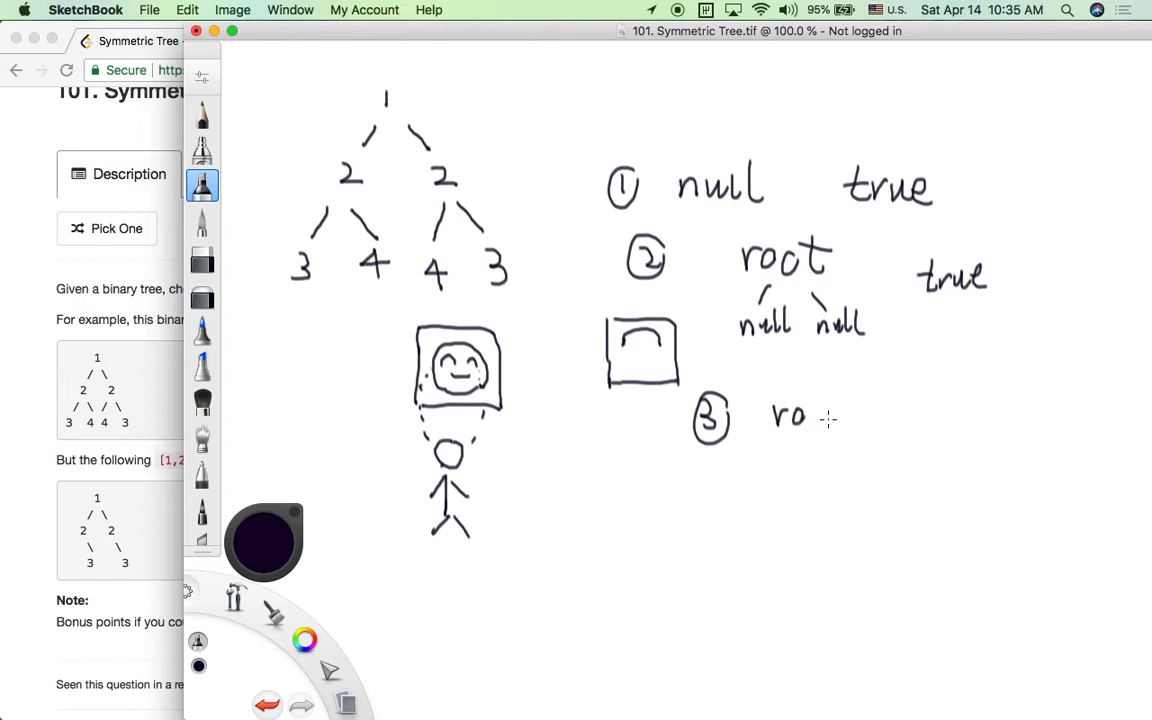 SketchBook File Edit Image Window My Account Help 95% U.S. Sat Apr 14 10:35 AM
Symmetric Tree -
101. Symmetric Tree.tif @ 100.0 % - Not logged in
Secure https
101. Symmet
Description
Pick One
Given a binary tree, che
For example, this binar
1
/ \
2 2
/ \ / \
3 4 4 3
But the following [1,2
1
/ \
2 2
\ \
3 3
Note:
Bonus points if you cou
Seen this question in a re
1
2 2
3 4 4 3
① null true
② root true
null null
③ ro